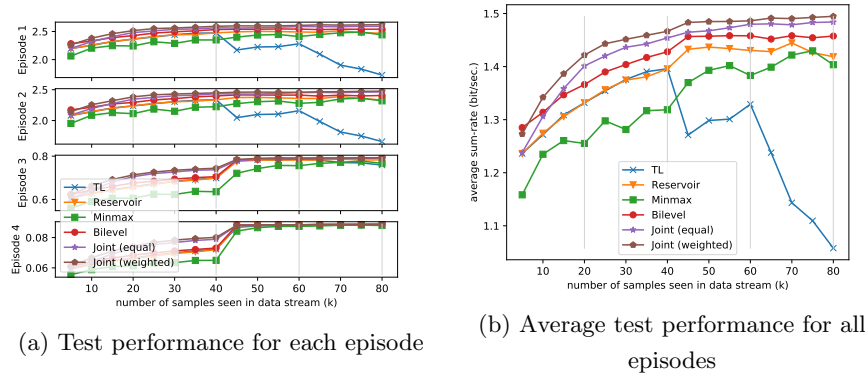 Episode 1
2.5
2.0
Episode 2
2.5
2.0
Episode 3
0.8
0.6
Episode 4
0.08
0.06
TL
Reservoir
Minmax
Bilevel
Joint (equal)
Joint (weighted)
10 20 30 40 50 60 70 80
number of samples seen in data stream (k)
(a) Test performance for each episode
average sum-rate (bit/sec.)
1.5
1.4
1.3
1.2
1.1
TL
Reservoir
Minmax
Bilevel
Joint (equal)
Joint (weighted)
10 20 30 40 50 60 70 80
number of samples seen in data stream (k)
(b) Average test performance for all
episodes